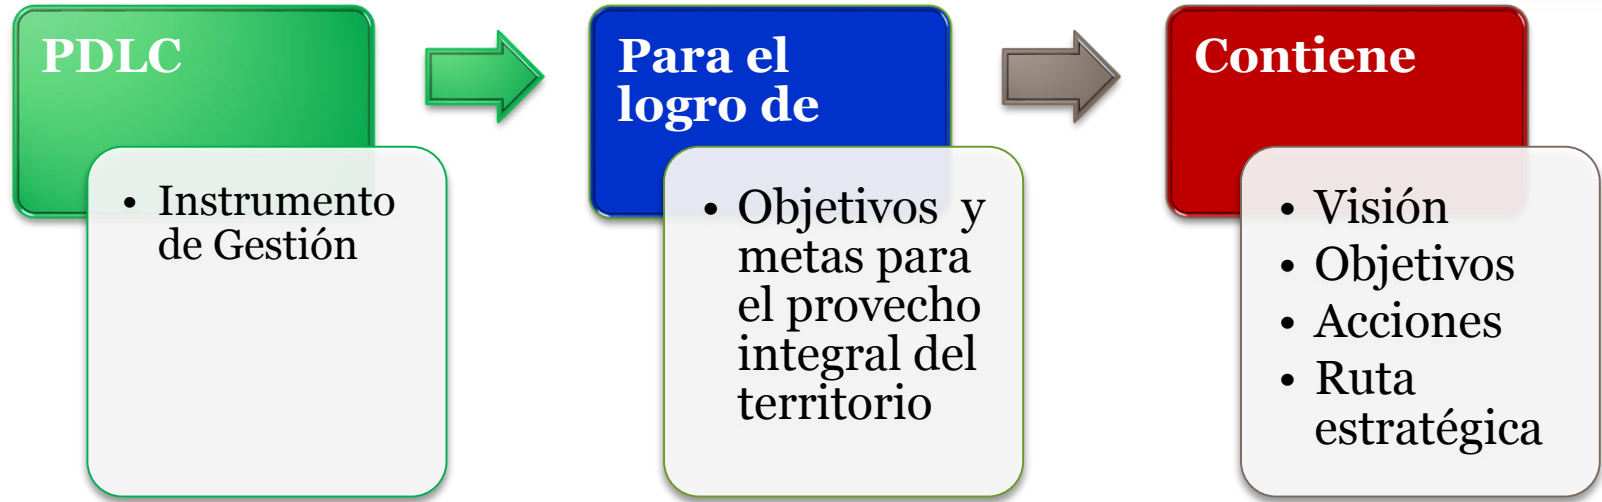 PDLC
• Instrumento
de Gestión
Para el
logro de
• Objetivos y
metas para
el provecho
integral del
territorio
Contiene
• Visión
• Objetivos
• Acciones
• Ruta
estratégica